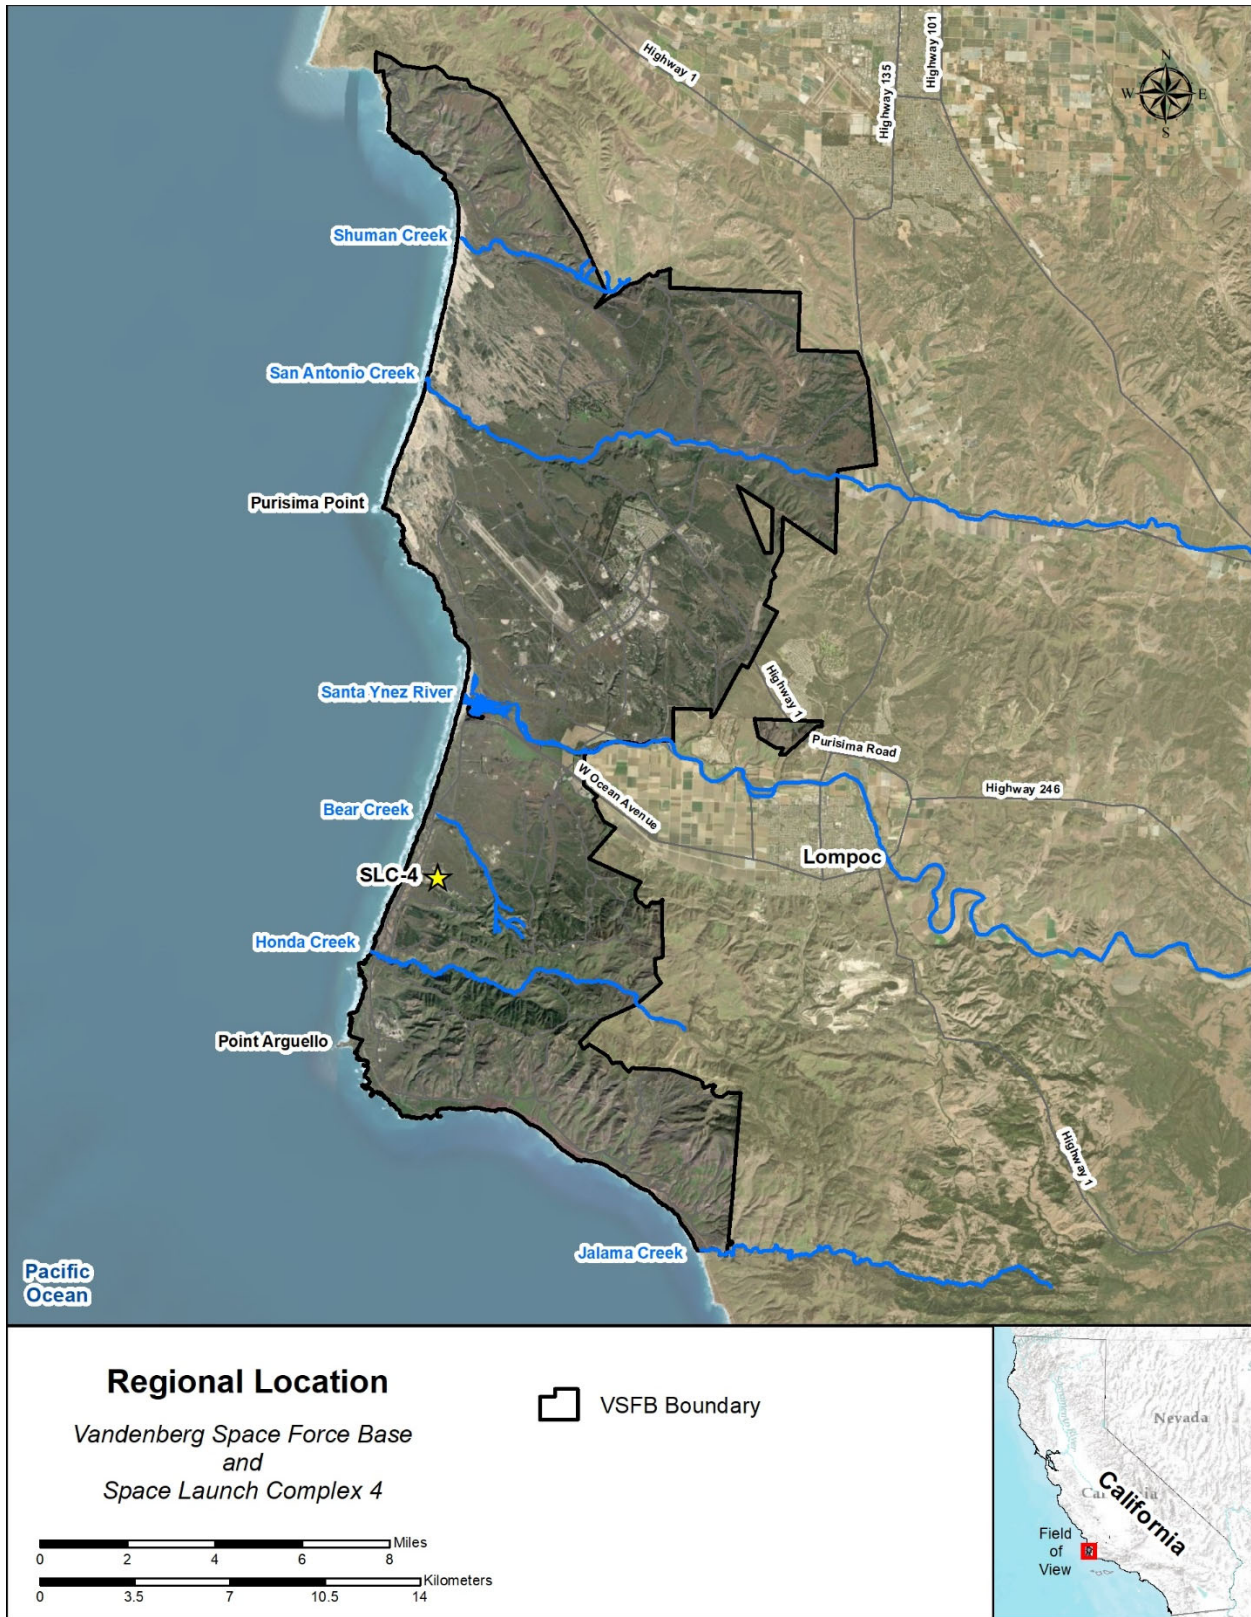 Highway 1
Highway 135
Highway 101
N
W
E
S
Shuman Creek
San Antonio Creek
Purisima Point
Santa Ynez River
Highway 1
Purisima Road
W Ocean Avenue
Highway 246
Bear Creek
Lompoc
SLC-4
Honda Creek
Point Arguello
Highway 1
Jalama Creek
Pacific
Ocean
Regional Location
Vandenberg Space Force Base
and
Space Launch Complex 4
VSFB Boundary
Miles
0 2 4 6 8
Kilometers
0 3.5 7 10.5 14
Nevada
California
Field
of
View